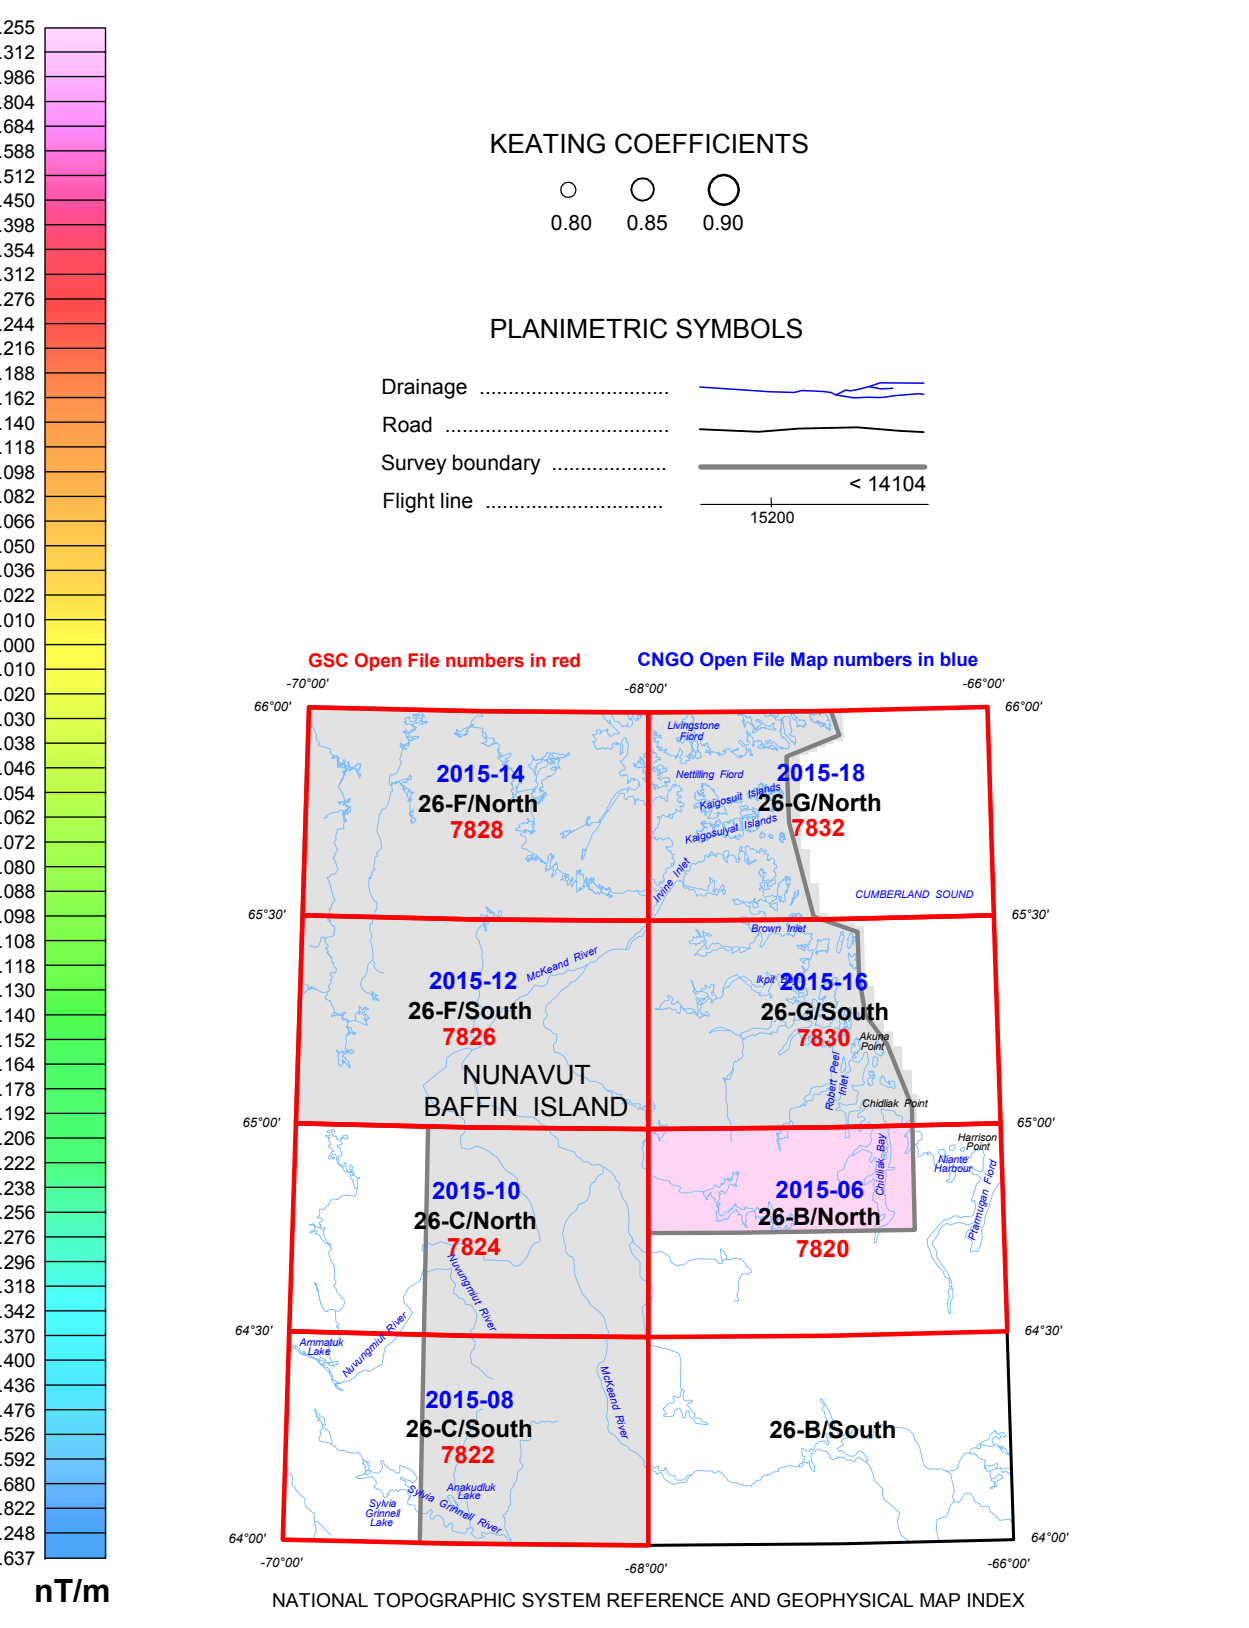 .255
.312
.986
.804
.684
.588
.512
.450
.398
.354
.312
.276
.244
.216
.188
.162
.140
.118
.098
.082
.066
.050
.036
.022
.010
.000
.010
.020
.030
.038
.046
.054
.062
.072
.080
.088
.098
.108
.118
.130
.140
.152
.164
.178
.192
.206
.222
.238
.256
.276
.296
.318
.342
.370
.400
.436
.476
.526
.592
.680
.822
.248
.637
nT/m
KEATING COEFFICIENTS
0.80 0.85 0.90
PLANIMETRIC SYMBOLS
Drainage ..............................
Road ...................................
Survey boundary ..................
< 14104
Flight line ............................
15200
GSC Open File numbers in red
CNGO Open File Map numbers in blue
-70°00' -68°00' -66°00'
66°00' 66°00'
Livingstone
Fiord
2015-14
26-F/North
7828
Nettilling Fiord
2015-18
Kaigosuit Islands
26-G/North
Kaigosuiyat Islands
7832
Irvine Inlet
CUMBERLAND SOUND
65°30' 65°30'
Brown Inlet
McKeand River
2015-12
26-F/South
7826
Ikpit Bay
2015-16
26-G/South
7830
Akuna
Point
Robert Peel
Inlet
Chidliak Point
NUNAVUT
BAFFIN ISLAND
65°00' 65°00'
Chidliak Bay
Harrison
Point
Niante
Harbour
Ptarmugan Fiord
2015-10
26-C/North
7824
2015-06
26-B/North
7820
Nuvungmiut River
Nuvungmiut River
64°30' 64°30'
Ammatuk
Lake
McKeand River
2015-08
26-C/South
7822
26-B/South
Anakudluk
Lake
Sylvia
Grinnell
Lake
Sylvia Grinnell River
64°00' 64°00'
-70°00' -68°00' -66°00'
NATIONAL TOPOGRAPHIC SYSTEM REFERENCE AND GEOPHYSICAL MAP INDEX